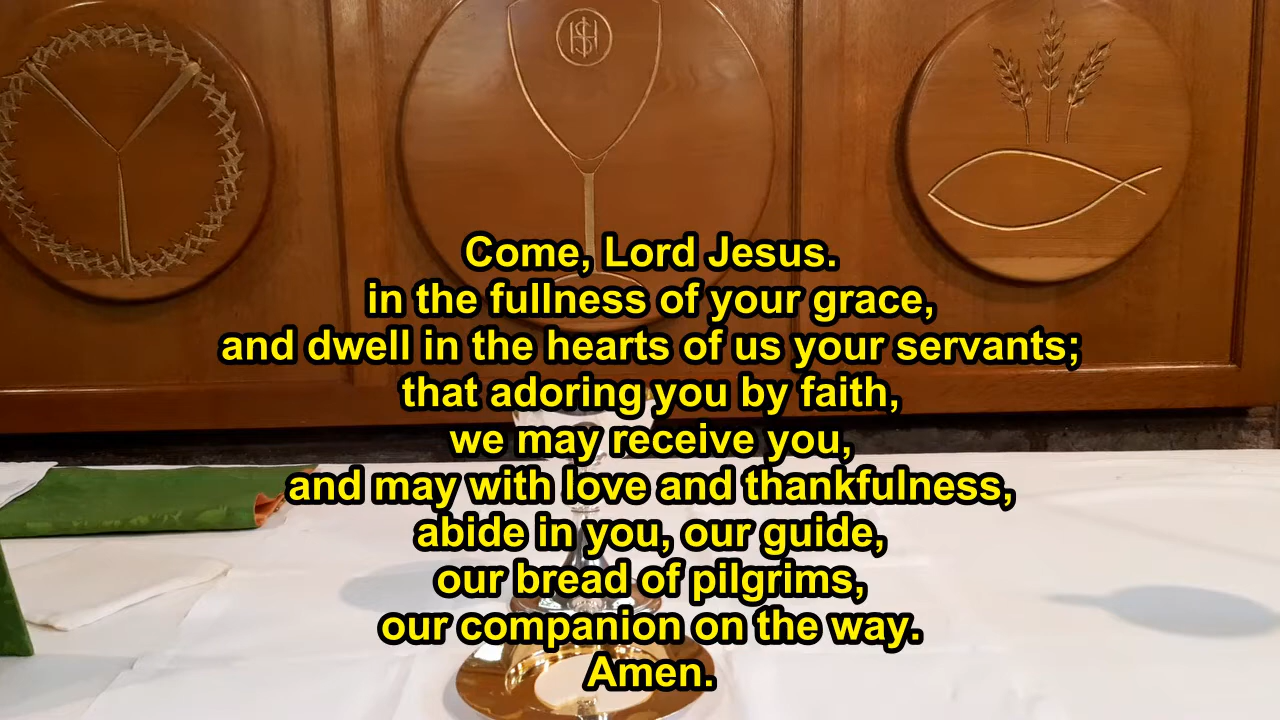 IHS
Come, Lord Jesus.
in the fullness of your grace,
and dwell in the hearts of us your servants;
that adoring you by faith,
we may receive you,
and may with love and thankfulness,
abide in you, our guide,
our bread of pilgrims,
our companion on the way.
Amen.